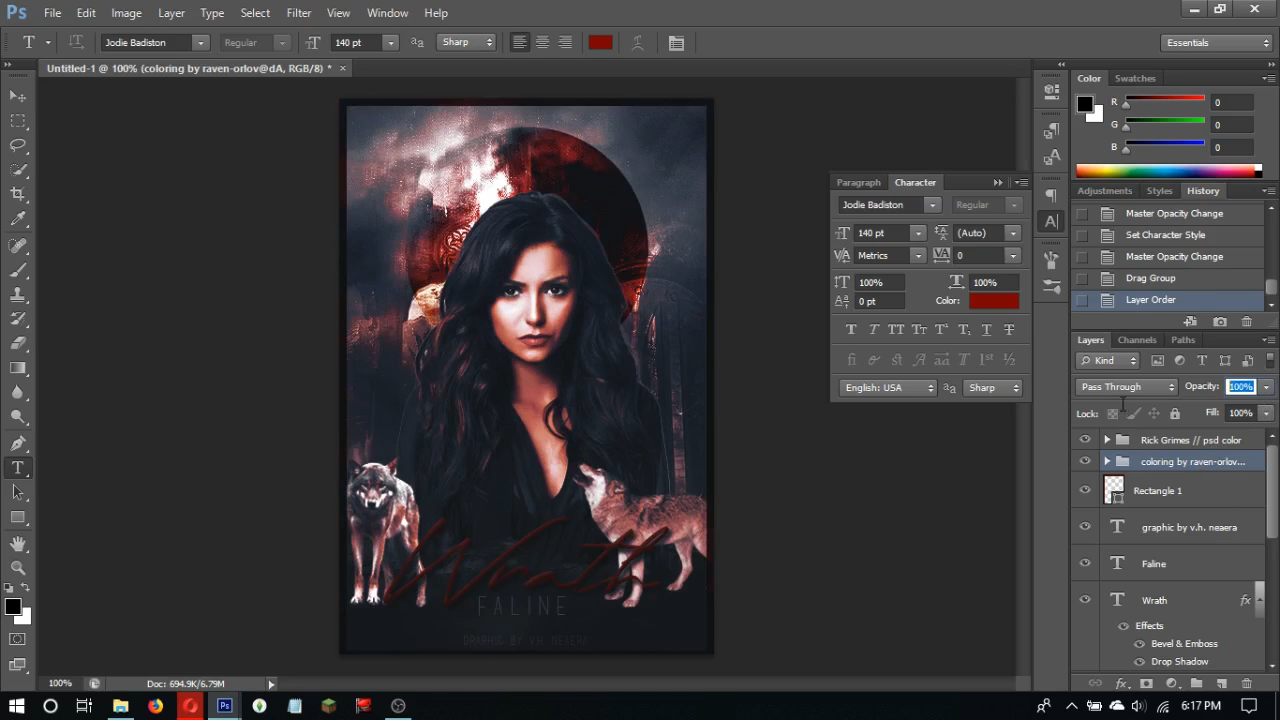 Ps File Edit Image Layer Type Select Filter View Window Help
T Jodie Badiston Regular 140 pt Sharp Essentials
Untitled-1 @ 100% (coloring by raven-orlov@dA, RGB/8) * ×
Color Swatches
R 0
G 0
B 0
Adjustments Styles History
Master Opacity Change
Set Character Style
Master Opacity Change
Drag Group
Layer Order
Paragraph Character
Jodie Badiston Regular
140 pt (Auto)
Metrics 0
100% 100%
0 pt Color:
English: USA Sharp
Layers Channels Paths
Kind
Pass Through Opacity: 100%
Lock: Fill: 100%
Rick Grimes // psd color
coloring by raven-orlov...
Rectangle 1
graphic by v.h. neaera
Faline
Wrath fx
Effects
Bevel & Emboss
Drop Shadow
Wrath
FALINE
GRAPHIC BY V.H. NEAERA
100% Doc: 694.9K/6.79M
6:17 PM